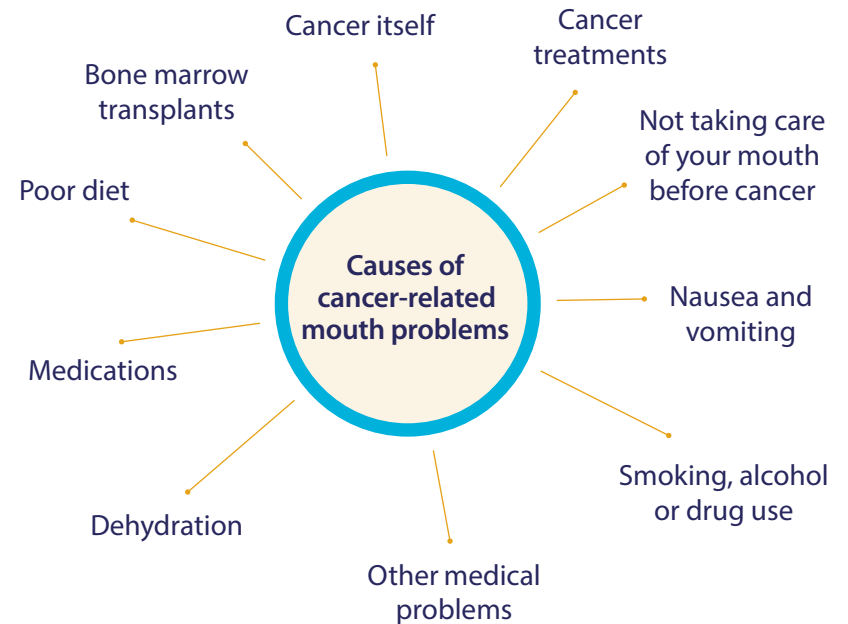 Causes of
cancer-related
mouth problems
Cancer itself
Cancer
treatments
Not taking care
of your mouth
before cancer
Nausea and
vomiting
Smoking, alcohol
or drug use
Other medical
problems
Dehydration
Medications
Poor diet
Bone marrow
transplants